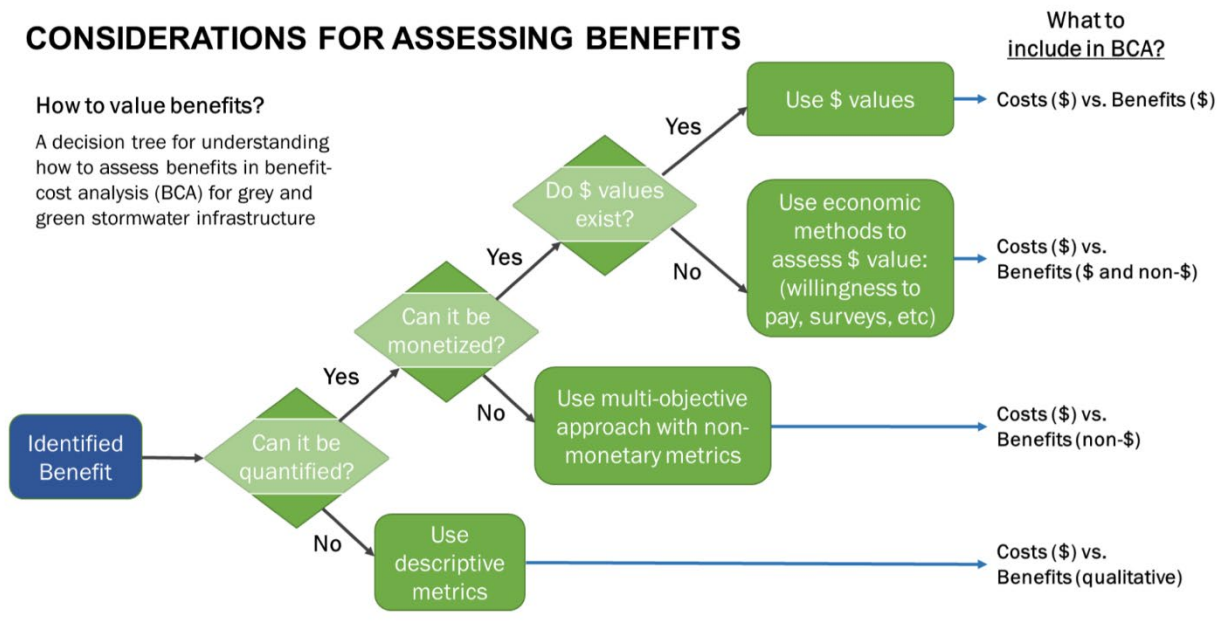 CONSIDERATIONS FOR ASSESSING BENEFITS
What to
include in BCA?
How to value benefits?
A decision tree for understanding
how to assess benefits in benefit-
cost analysis (BCA) for grey and
green stormwater infrastructure
Use $ values
Costs ($) vs. Benefits ($)
Yes
Do $ values
exist?
No
Use economic
methods to
assess $ value:
(willingness to
pay, surveys, etc)
Costs ($) vs.
Benefits ($ and non-$)
Yes
Can it be
monetized?
No
Use multi-objective
approach with non-
monetary metrics
Costs ($) vs.
Benefits (non-$)
Yes
Identified
Benefit
Can it be
quantified?
No
Use
descriptive
metrics
Costs ($) vs.
Benefits (qualitative)